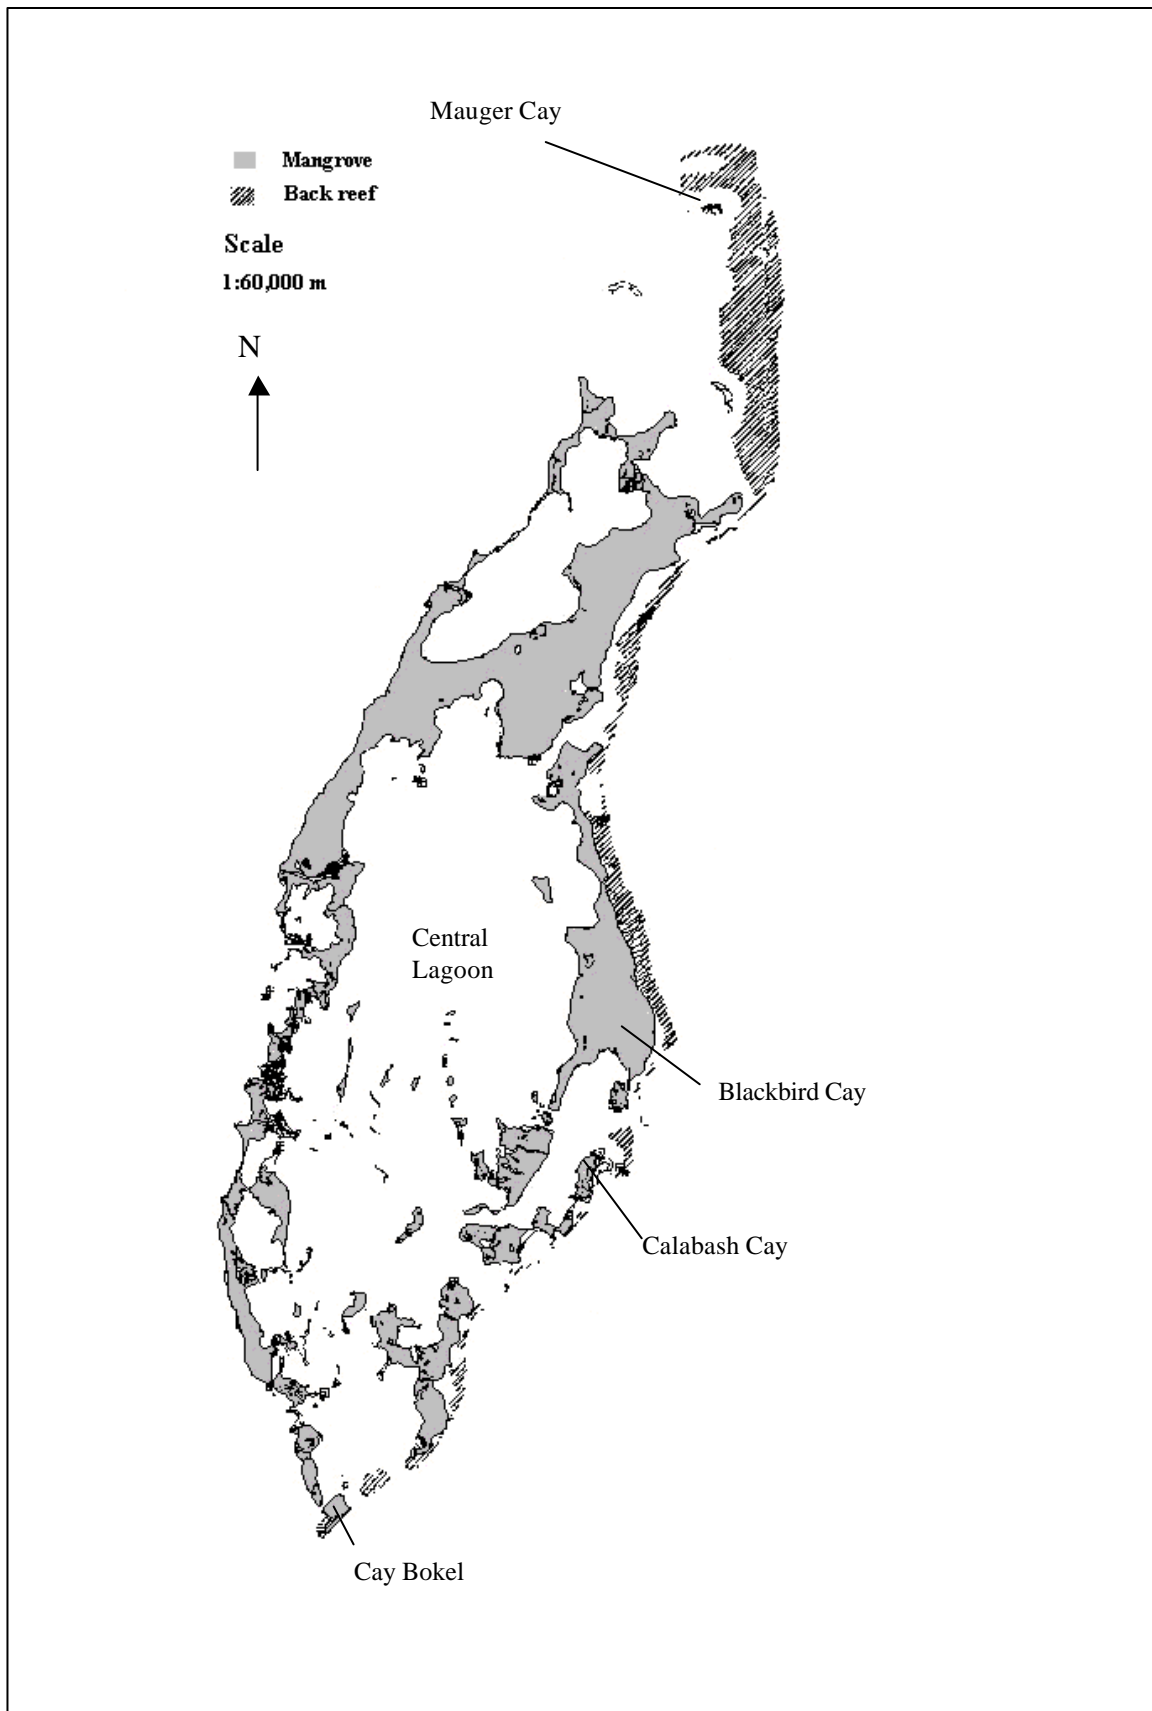 Mauger Cay
Mangrove
Back reef
Scale
1:60,000 m
N
Central
Lagoon
Blackbird Cay
Calabash Cay
Cay Bokel